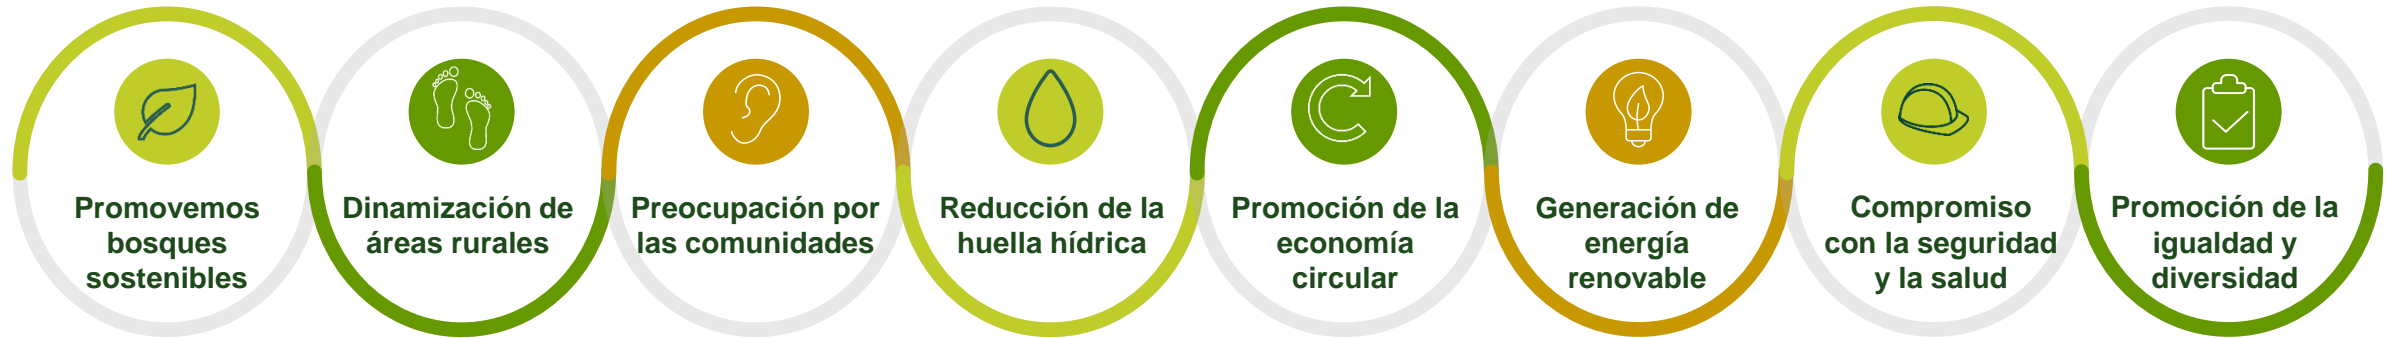 Promovemos
bosques
sostenibles
Dinamización de
áreas rurales
Preocupación por
las comunidades
Reducción de la
huella hídrica
Promoción de la
economía
circular
Generación de
energía
renovable
Compromiso
con la seguridad
y la salud
Promoción de la
igualdad y
diversidad